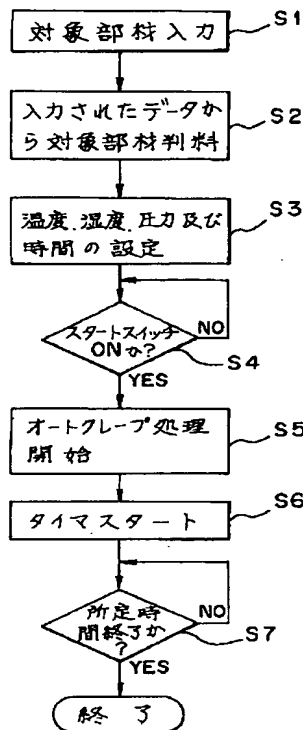 対象部材入力
S1
入力されたデータか
ら対象部材判料
S2
温度、湿度、圧力及び
時間の設定
S3
スタートスイッチ
ONか?
NO
S4
YES
オートクレープ処理
開始
S5
タイマスタート
S6
所定時
間終了か
?
NO
S7
YES
終了